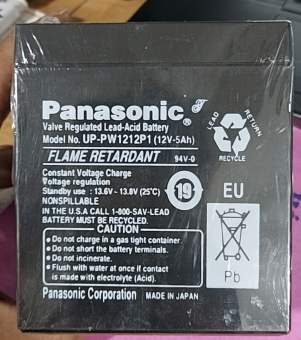 Panasonic®
Valve Regulated Lead-Acid Battery
Model No. UP-PW1212P1 (12V-5Ah)
FLAME RETARDANT 94V-0
LEAD RETURN
RECYCLE
Constant Voltage Charge
Voltage regulation
Standby use : 13.6V - 13.8V (25℃)
NONSPILLABLE
19
EU
IN THE U.S.A CALL 1-800-SAV-LEAD
BATTERY MUST BE RECYCLED.
CAUTION
● Do not charge in a gas tight container.
● Do not short the battery terminals.
● Do not incinerate.
● Flush with water at once if contact
is made with electrolyte (Acid).
Pb
Panasonic Corporation MADE IN JAPAN